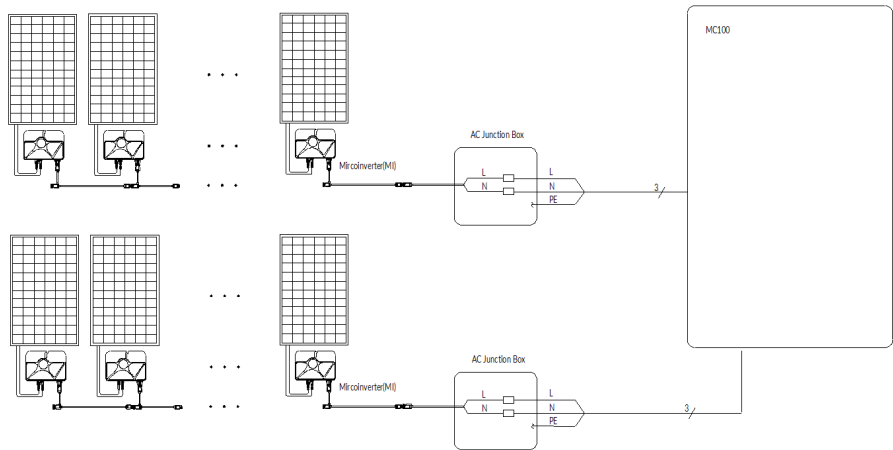 MC100
AC Junction Box
Mircoinverter(MI)
L
L
N
N
PE
3
AC Junction Box
Mircoinverter(MI)
L
L
N
N
PE
3